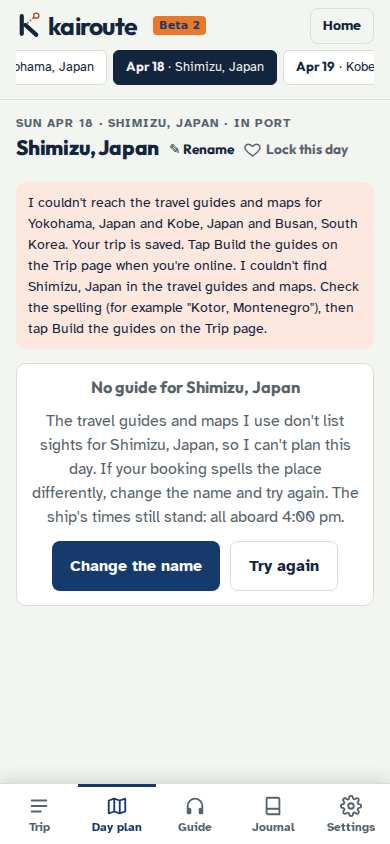 kairoute
Beta 2
Home
ohama, Japan
Apr 18 · Shimizu, Japan
Apr 19 · Kobe
SUN APR 18 · SHIMIZU, JAPAN · IN PORT
Shimizu, Japan
✎ Rename
Lock this day
I couldn't reach the travel guides and maps for
Yokohama, Japan and Kobe, Japan and Busan, South
Korea. Your trip is saved. Tap Build the guides on
the Trip page when you're online. I couldn't find
Shimizu, Japan in the travel guides and maps. Check
the spelling (for example "Kotor, Montenegro"), then
tap Build the guides on the Trip page.
No guide for Shimizu, Japan
The travel guides and maps I use don't list
sights for Shimizu, Japan, so I can't plan this
day. If your booking spells the place
differently, change the name and try again. The
ship's times still stand: all aboard 4:00 pm.
Change the name
Try again
Trip
Day plan
Guide
Journal
Settings